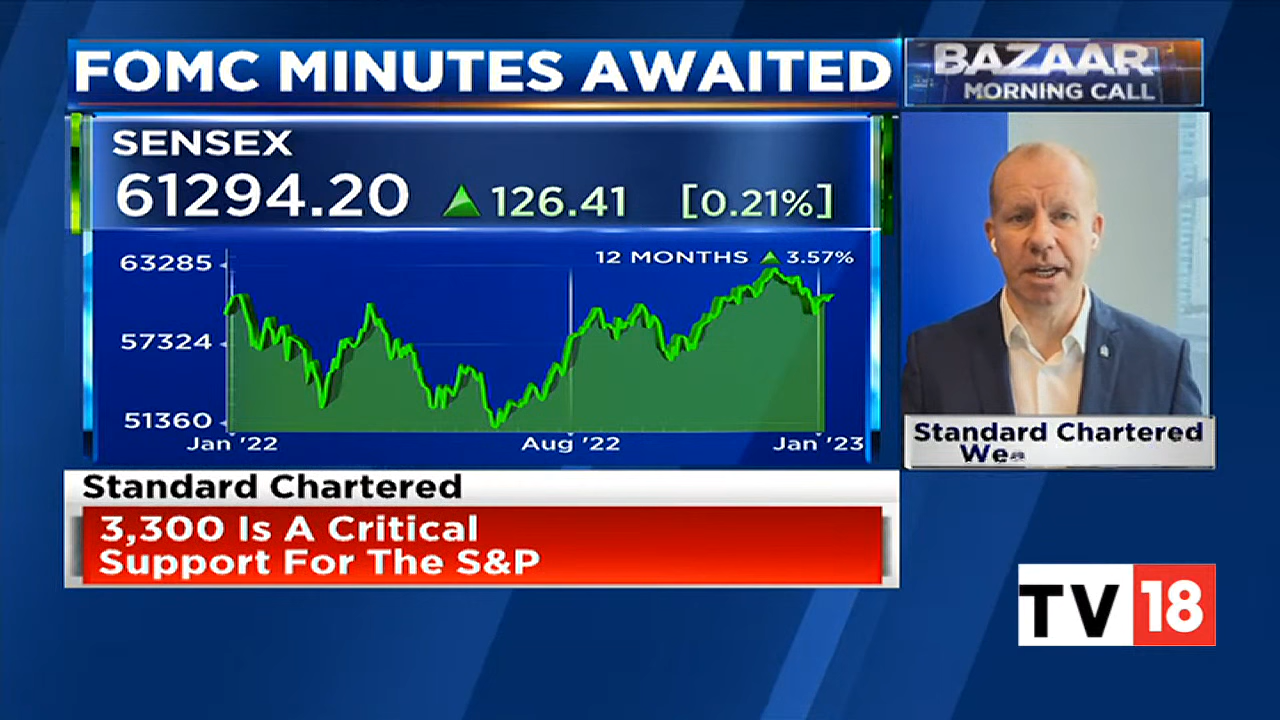 FOMC MINUTES AWAITED
BAZAAR
MORNING CALL
SENSEX
61294.20 ▲ 126.41 [0.21%]
12 MONTHS ▲ 3.57%
63285
57324
51360
Jan '22 Aug '22 Jan '23
Standard Chartered
Standard Chartered
3,300 Is A Critical
Support For The S&P
TV18